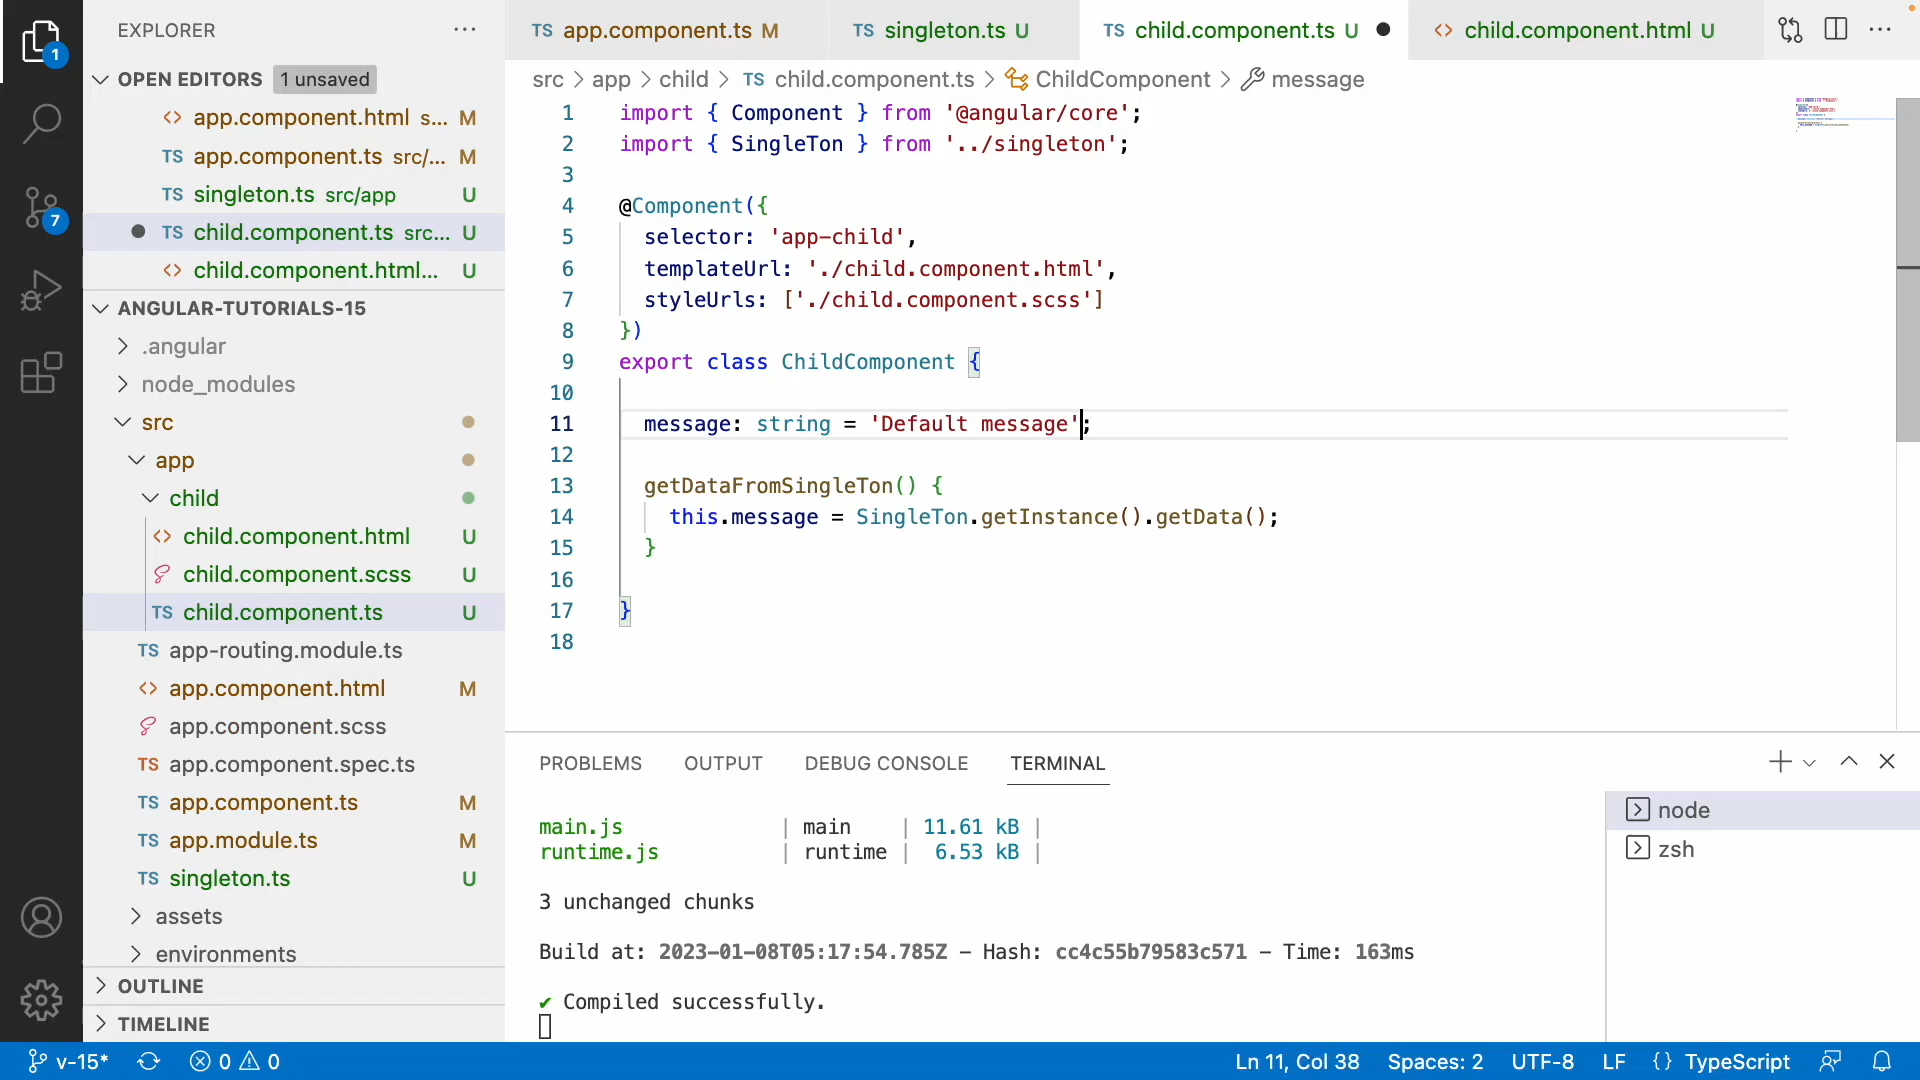 EXPLORER
OPEN EDITORS 1 unsaved
app.component.html s... M
TS app.component.ts src/... M
TS singleton.ts src/app U
TS child.component.ts src... U
child.component.html... U
ANGULAR-TUTORIALS-15
.angular
node_modules
src
app
child
child.component.html U
child.component.scss U
TS child.component.ts U
TS app-routing.module.ts
app.component.html M
app.component.scss
TS app.component.spec.ts
TS app.component.ts M
TS app.module.ts M
TS singleton.ts U
assets
environments
OUTLINE
TIMELINE
1
7
TS app.component.ts M
TS singleton.ts U
TS child.component.ts U
<> child.component.html U
src > app > child > TS child.component.ts > ChildComponent > message
1 import { Component } from '@angular/core';
2 import { SingleTon } from '../singleton';
3
4 @Component({
5 selector: 'app-child',
6 templateUrl: './child.component.html',
7 styleUrls: ['./child.component.scss']
8 })
9 export class ChildComponent {
10
11 message: string = 'Default message';
12
13 getDataFromSingleTon() {
14 this.message = SingleTon.getInstance().getData();
15 }
16
17 }
18
PROBLEMS OUTPUT DEBUG CONSOLE TERMINAL
main.js | main | 11.61 kB |
runtime.js | runtime | 6.53 kB |
3 unchanged chunks
Build at: 2023-01-08T05:17:54.785Z - Hash: cc4c55b79583c571 - Time: 163ms
✔ Compiled successfully.
node
zsh
v-15* 0 0 Ln 11, Col 38 Spaces: 2 UTF-8 LF {} TypeScript